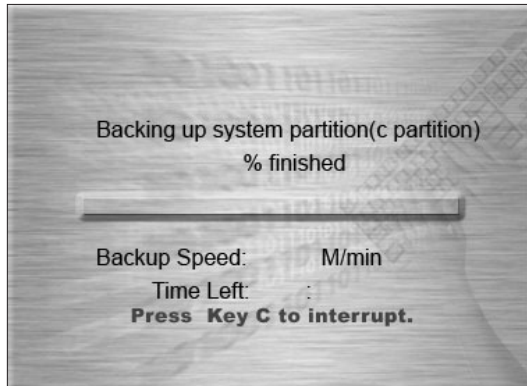 Backing up system partition(c partition)
% finished
Backup Speed: M/min
Time Left: :
Press Key C to interrupt.